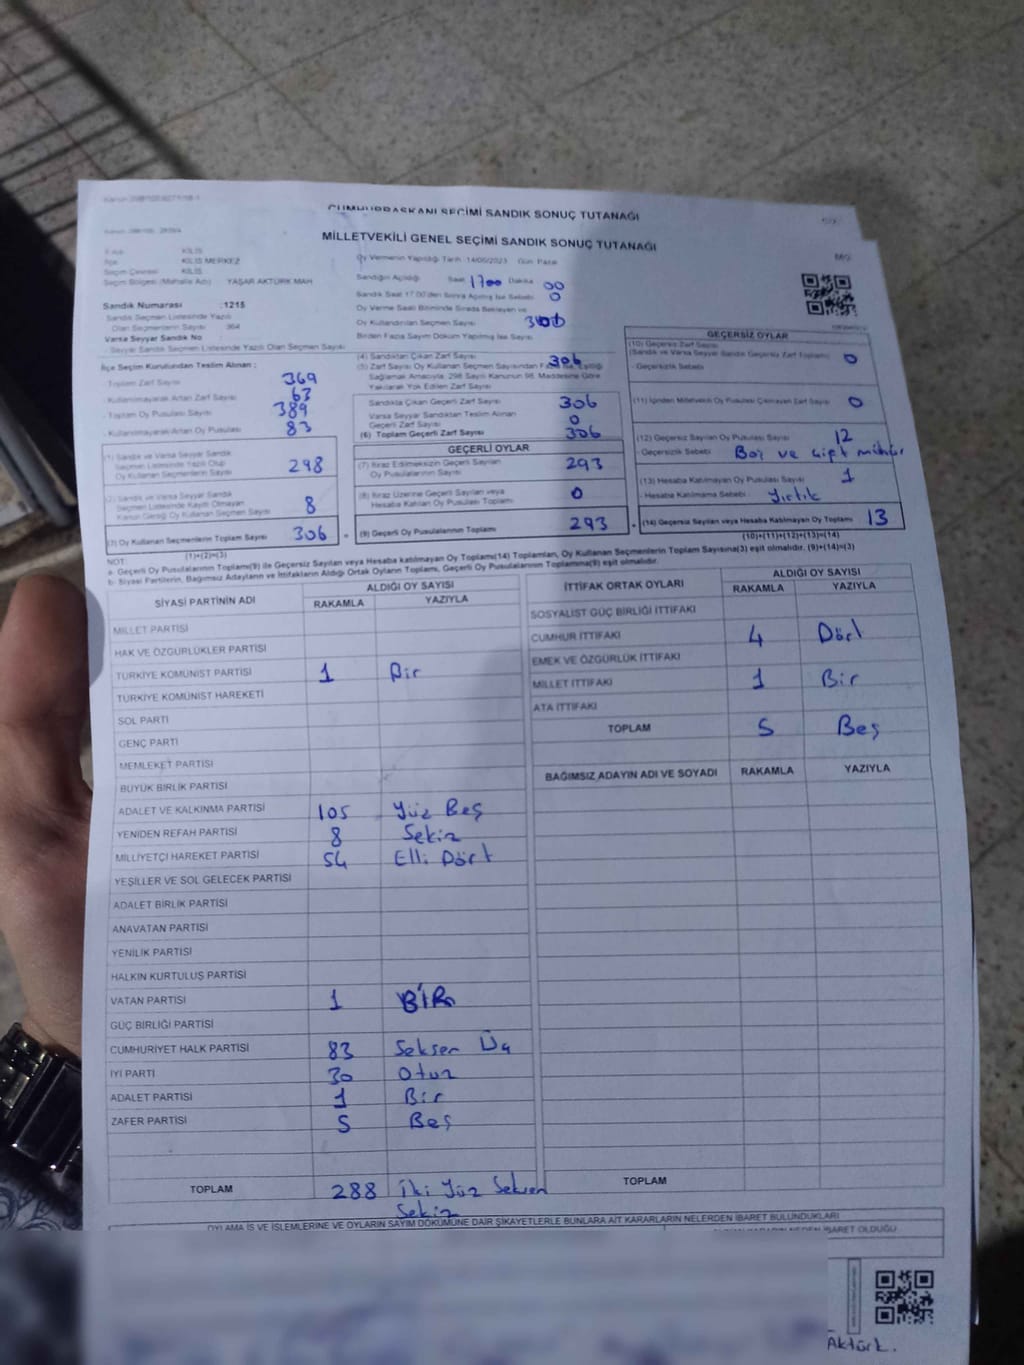 CUMHURBAŞKANI SEÇİMİ SANDIK SONUÇ TUTANAĞI
MİLLETVEKİLİ GENEL SEÇİMİ SANDIK SONUÇ TUTANAĞI
KİLİS
İlçe KİLİS MERKEZ
Seçim Çevresi KİLİS
Seçim Bölgesi (Mahalle Adı) YAŞAR AKTÜRK MAH
Sandık Numarası :1215
Sandık Seçmen Listesinde Yazılı
Olan Seçmenlerin Sayısı 364
Varsa Seyyar Sandık No
Seyyar Sandık Seçmen Listesinde Yazılı Olan Seçmen Sayısı
Oy Vermenin Yapıldığı Tarih :14/05/2023 Gün Pazar
Sandığın Açıldığı Saat 1700 Dakika 00
Sandık Saat 17.00'den Sonra Açılmış İse Sebebi 0
Oy Verme Saati Bitiminde Sırada Bekleyen ve
Oy Kullandırılan Seçmen Sayısı
Birden Fazla Sayım Döküm Yapılmış İse Sayısı
İlçe Seçim Kurulundan Teslim Alınan :
- Toplam Zarf Sayısı 369
- Kullanılmayarak Artan Zarf Sayısı 63
- Toplam Oy Pusulası Sayısı 389
- Kullanılmayarak Artan Oy Pusulası 83
(1) Sandık ve Varsa Seyyar Sandık
Seçmen Listesinde Yazılı Olup
Oy Kullanan Seçmenlerin Sayısı 298
(2) Sandık ve Varsa Seyyar Sandık
Seçmen Listesinde Kaydı Olmayan
Kanun Gereği Oy Kullanan Seçmen Sayısı 8
(3) Oy Kullanan Seçmenlerin Toplam Sayısı 306
(1)+(2)=(3)
(4) Sandıktan Çıkan Zarf Sayısı 306
(5) Zarf Sayısı Oy Kullanan Seçmen Sayısından Fazla İse, Eşitliği
Sağlamak Amacıyla, 298 Sayılı Kanunun 98. Maddesine Göre
Yakılarak Yok Edilen Zarf Sayısı
Sandıkta Çıkan Geçerli Zarf Sayısı 306
Varsa Seyyar Sandıktan Teslim Alınan
Geçerli Zarf Sayısı 0
(6) Toplam Geçerli Zarf Sayısı 306
GEÇERLİ OYLAR
(7) İtiraz Edilmeksizin Geçerli Sayılan
Oy Pusulalarının Sayısı 293
(8) İtiraz Üzerine Geçerli Sayılan veya
Hesaba Katılan Oy Pusulası Toplamı 0
(9) Geçerli Oy Pusulalarının Toplamı 293
GEÇERSİZ OYLAR
(10) Geçersiz Zarf Sayısı
(Sandık ve Varsa Seyyar Sandık Geçersiz Zarf Toplamı) 0
- Geçersizlik Sebebi
(11) İçinden Milletvekili Oy Pusulası Çıkmayan Zarf Sayısı 0
(12) Geçersiz Sayılan Oy Pusulası Sayısı 12
- Geçersizlik Sebebi Boş ve çift mühür
(13) Hesaba Katılmayan Oy Pusulası Sayısı 1
- Hesaba Katılmama Sebebi Yırtık
(14) Geçersiz Sayılan veya Hesaba Katılmayan Oy Toplamı 13
(10)+(11)+(12)+(13)=(14)
NOT:
a- Geçerli Oy Pusulalarının Toplamı(9) ile Geçersiz Sayılan veya Hesaba Katılmayan Oy Toplamı(14) Toplamları, Oy Kullanan Seçmenlerin Toplam Sayısına(3) eşit olmalıdır. (9)+(14)=(3)
b- Siyasi Partilerin, Bağımsız Adayların ve İttifakların Aldığı Ortak Oyların Toplamı, Geçerli Oy Pusulalarının Toplamına(9) eşit olmalıdır.
SİYASİ PARTİNİN ADI ALDIĞI OY SAYISI
RAKAMLA YAZIYLA
MİLLET PARTİSİ
HAK VE ÖZGÜRLÜKLER PARTİSİ
TÜRKİYE KOMÜNİST PARTİSİ 1 Bir
TÜRKİYE KOMÜNİST HAREKETİ
SOL PARTİ
GENÇ PARTİ
MEMLEKET PARTİSİ
BÜYÜK BİRLİK PARTİSİ
ADALET VE KALKINMA PARTİSİ 105 Yüz Beş
YENİDEN REFAH PARTİSİ 8 Sekiz
MİLLİYETÇİ HAREKET PARTİSİ 54 Elli Dört
YEŞİLLER VE SOL GELECEK PARTİSİ
ADALET BİRLİK PARTİSİ
ANAVATAN PARTİSİ
YENİLİK PARTİSİ
HALKIN KURTULUŞ PARTİSİ
VATAN PARTİSİ 1 BİR
GÜÇ BİRLİĞİ PARTİSİ
CUMHURİYET HALK PARTİSİ 83 Seksen Üç
İYİ PARTİ 30 Otuz
ADALET PARTİSİ 1 Bir
ZAFER PARTİSİ 5 Beş
TOPLAM 288 İki Yüz Seksen
Sekiz
İTTİFAK ORTAK OYLARI ALDIĞI OY SAYISI
RAKAMLA YAZIYLA
SOSYALİST GÜÇ BİRLİĞİ İTTİFAKI
CUMHUR İTTİFAKI 4 Dört
EMEK VE ÖZGÜRLÜK İTTİFAKI
MİLLET İTTİFAKI 1 Bir
ATA İTTİFAKI
TOPLAM 5 Beş
BAĞIMSIZ ADAYIN ADI VE SOYADI RAKAMLA YAZIYLA
TOPLAM
OYLAMA İŞ VE İŞLEMLERİNE VE OYLARIN SAYIM DÖKÜMÜNE DAİR ŞİKAYETLERLE BUNLARA AİT KARARLARIN NELERDEN İBARET BULUNDUKLARI
NEDEN İBARET OLDUĞU
Aktürk.